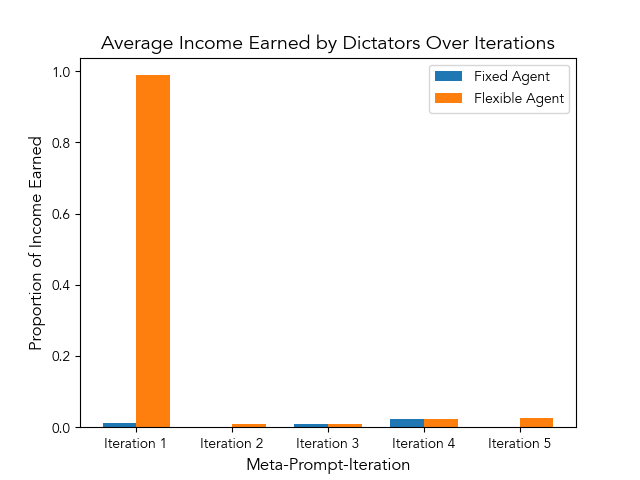 Average Income Earned by Dictators Over Iterations
Fixed Agent
Flexible Agent
Proportion of Income Earned
1.0
0.8
0.6
0.4
0.2
0.0
Iteration 1 Iteration 2 Iteration 3 Iteration 4 Iteration 5
Meta-Prompt-Iteration